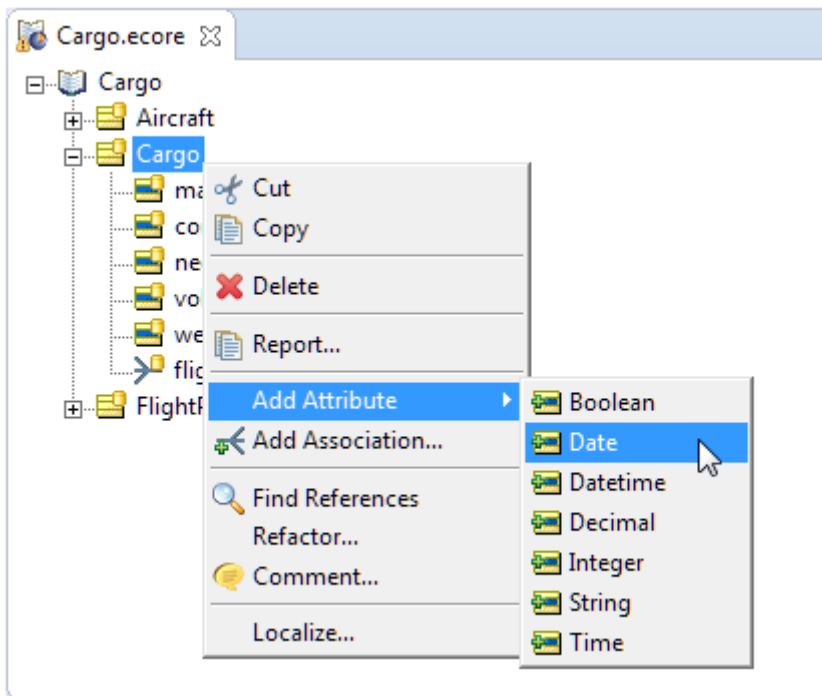 Cargo.ecore
Cargo
Aircraft
Cargo
Cut
Copy
Delete
Report...
Add Attribute
Add Association...
Find References
Refactor...
Comment...
Localize...
Boolean
Date
Datetime
Decimal
Integer
String
Time